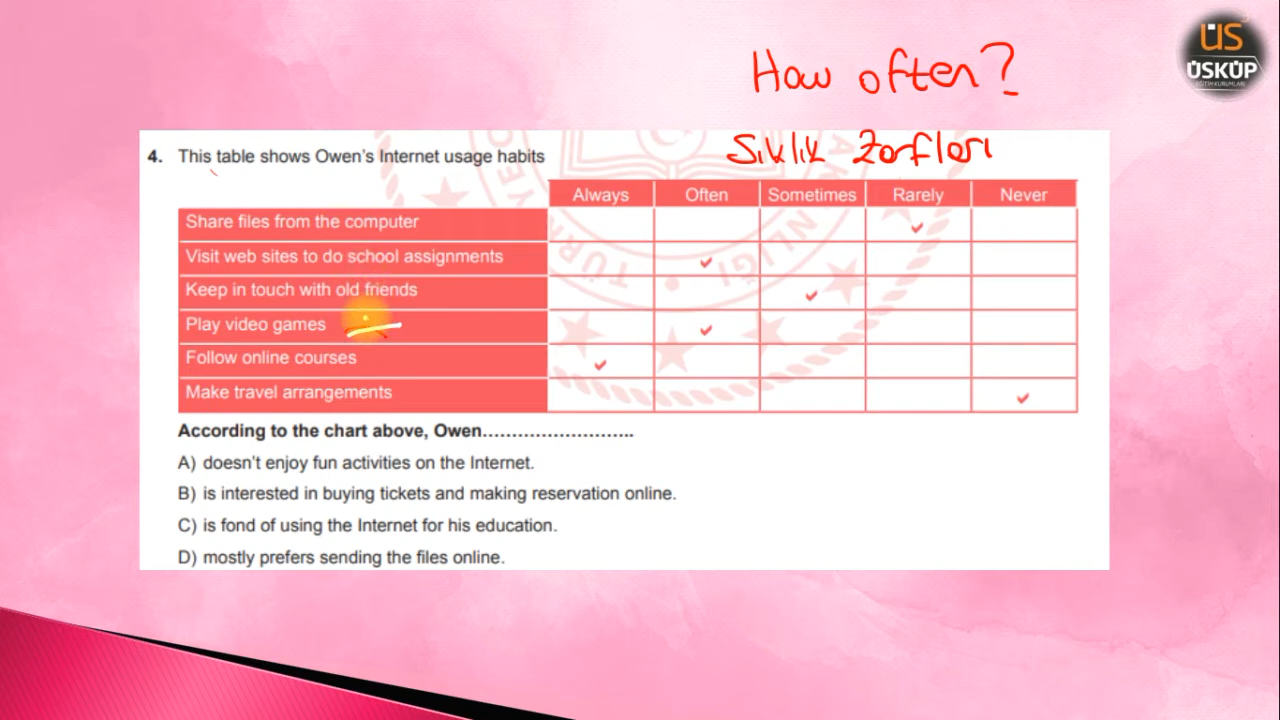 How often?
ÜS
ÜSKÜP
EĞİTİM KURUMLARI
Sıklık Zarfları
4. This table shows Owen's Internet usage habits
Always Often Sometimes Rarely Never
Share files from the computer
Visit web sites to do school assignments
Keep in touch with old friends
Play video games
Follow online courses
Make travel arrangements
According to the chart above, Owen……………………..
A) doesn't enjoy fun activities on the Internet.
B) is interested in buying tickets and making reservation online.
C) is fond of using the Internet for his education.
D) mostly prefers sending the files online.